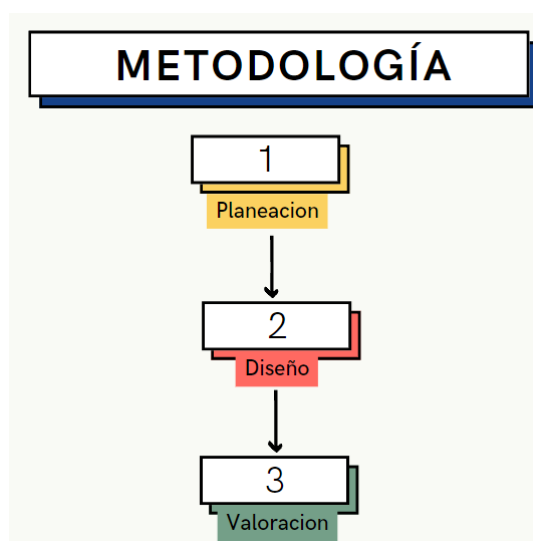 METODOLOGÍA
1
Planeacion
2
Diseño
3
Valoracion